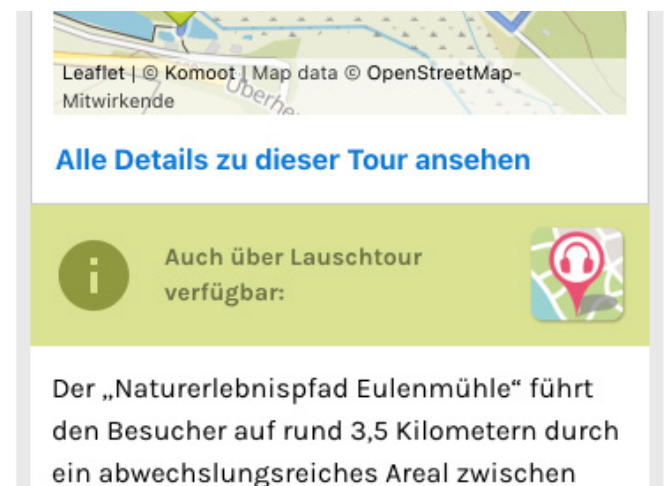 Leaflet | © Komoot | Map data © OpenStreetMap-
Mitwirkende
Überhe
Alle Details zu dieser Tour ansehen
Auch über Lauschtour
verfügbar:
Der „Naturerlebnispfad Eulenmühle“ führt
den Besucher auf rund 3,5 Kilometern durch
ein abwechslungsreiches Areal zwischen